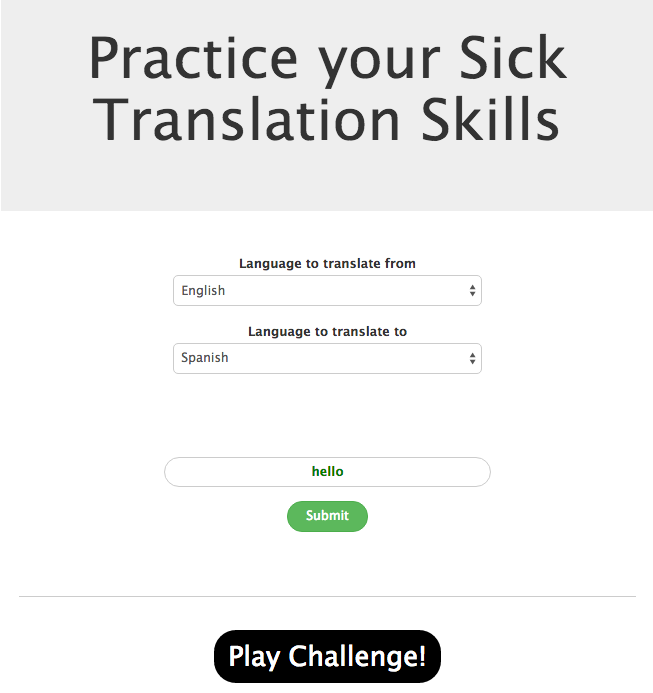 Practice your Sick
Translation Skills
Language to translate from
English
Language to translate to
Spanish
hello
Submit
Play Challenge!